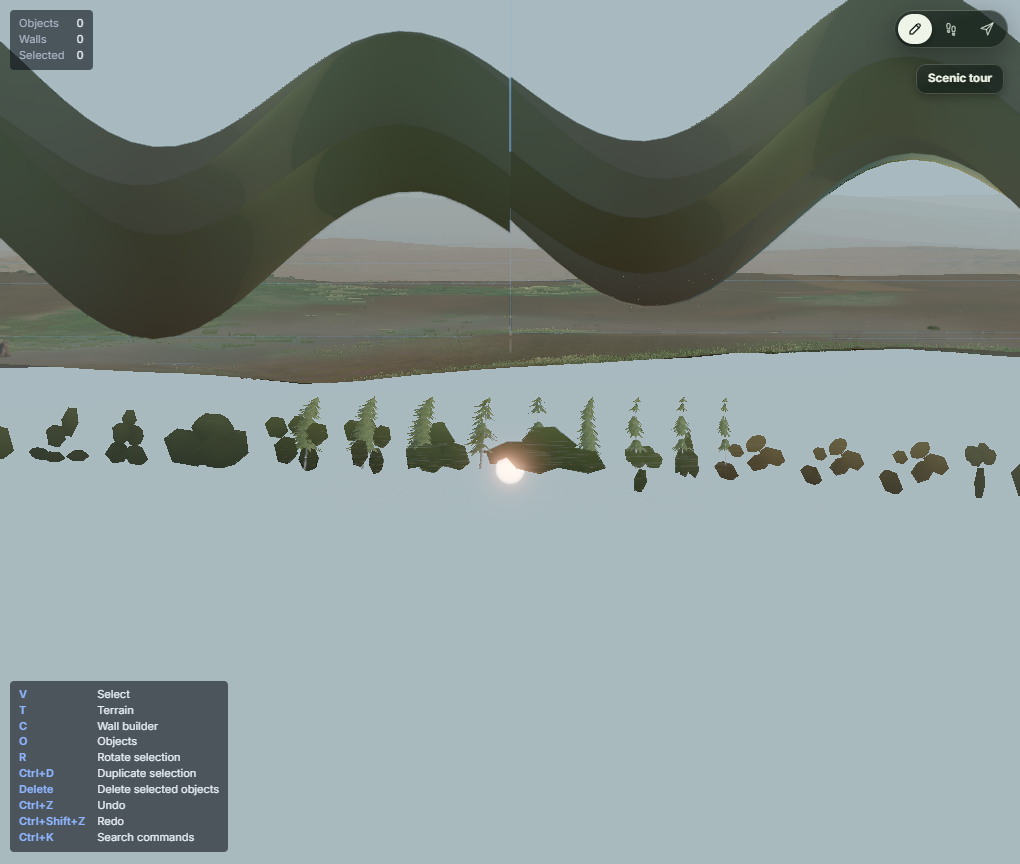 Objects 0
Walls 0
Selected 0
Scenic tour
V Select
T Terrain
C Wall builder
O Objects
R Rotate selection
Ctrl+D Duplicate selection
Delete Delete selected objects
Ctrl+Z Undo
Ctrl+Shift+Z Redo
Ctrl+K Search commands